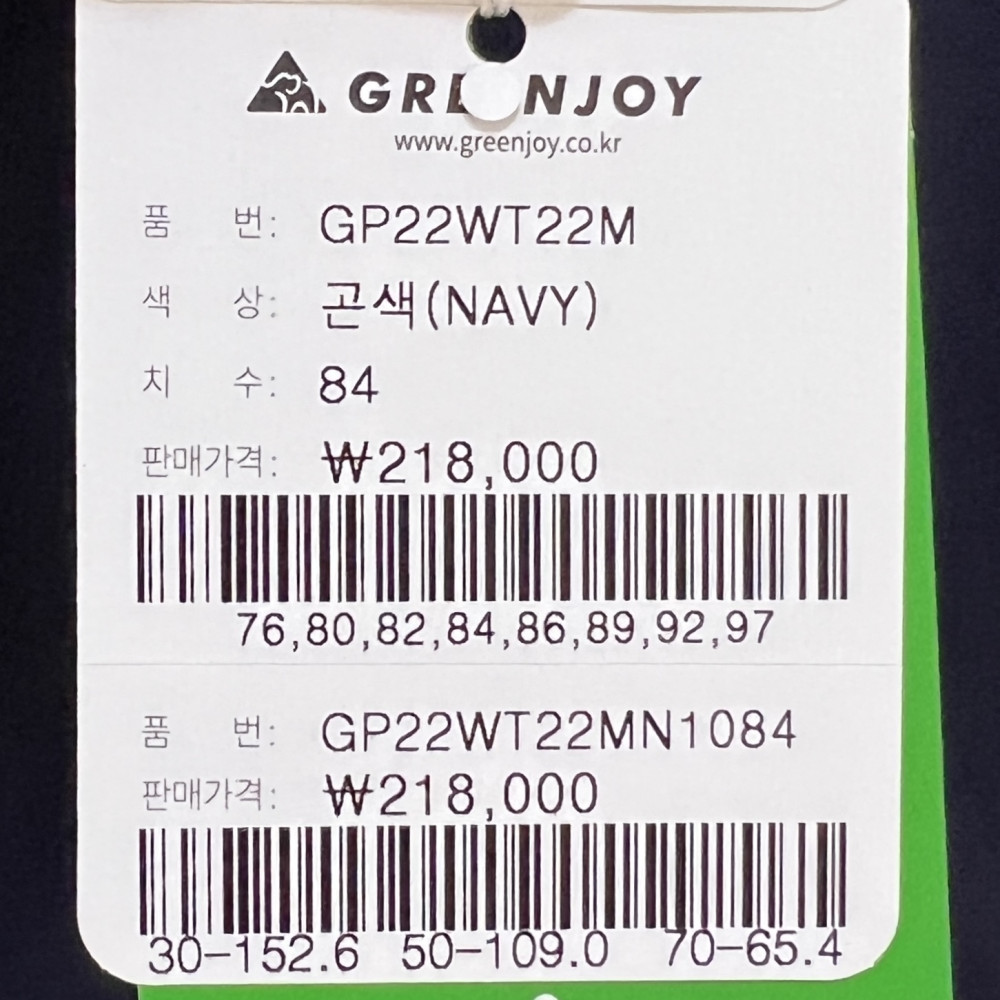 GREENJOY
www.greenjoy.co.kr
품 번: GP22WT22M
색 상: 곤색(NAVY)
치 수: 84
판매가격: ₩218,000
76,80,82,84,86,89,92,97
품 번: GP22WT22MN1084
판매가격: ₩218,000
30-152.6 50-109.0 70-65.4